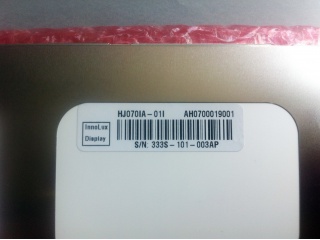 HJ070IA-01I AH0700019001
InnoLux
Display
S/N: 333S-101-003AP